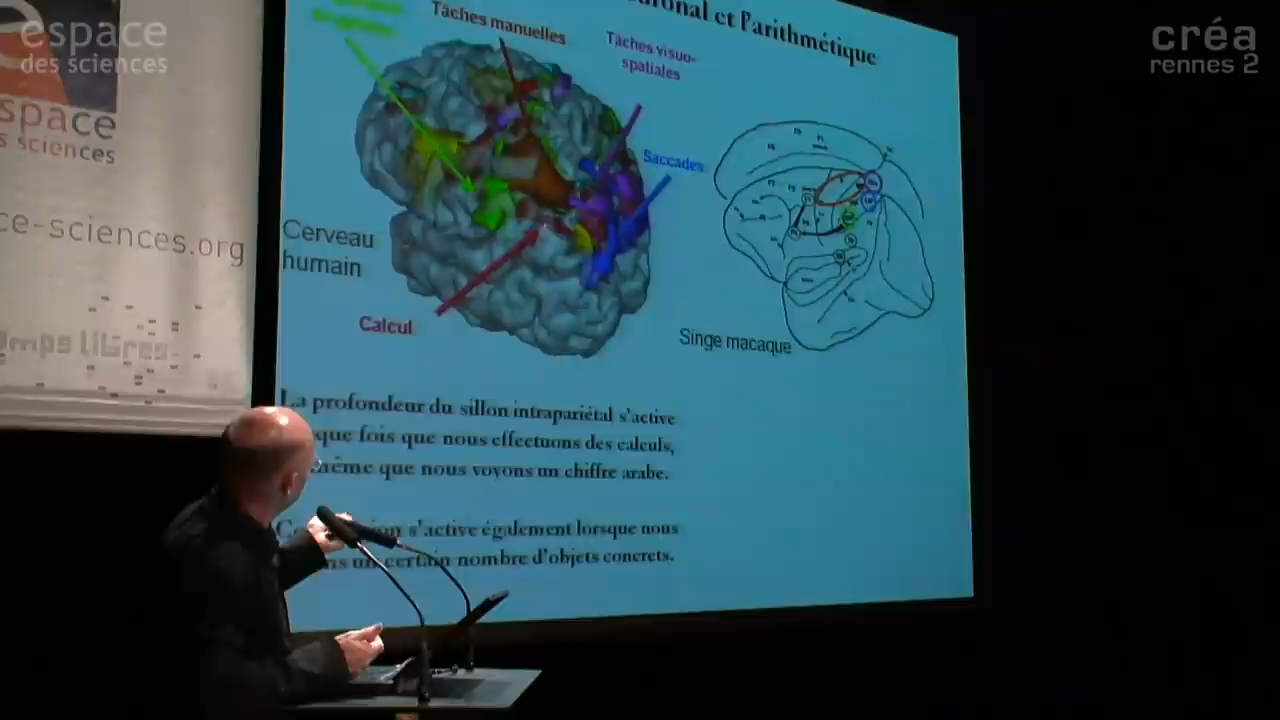 espace
des sciences
créa
rennes 2
space
s sciences
ce-sciences.org
mps libres
onal et l'arithmétique
Tâches manuelles
Tâches visuo-
spatiales
Saccades
Cerveau
humain
Calcul
Singe macaque
La profondeur du sillon intrapariétal s'active
que fois que nous effectuons des calculs,
même que nous voyons un chiffre arabe.
s'active également lorsque nous
un certain nombre d'objets concrets.